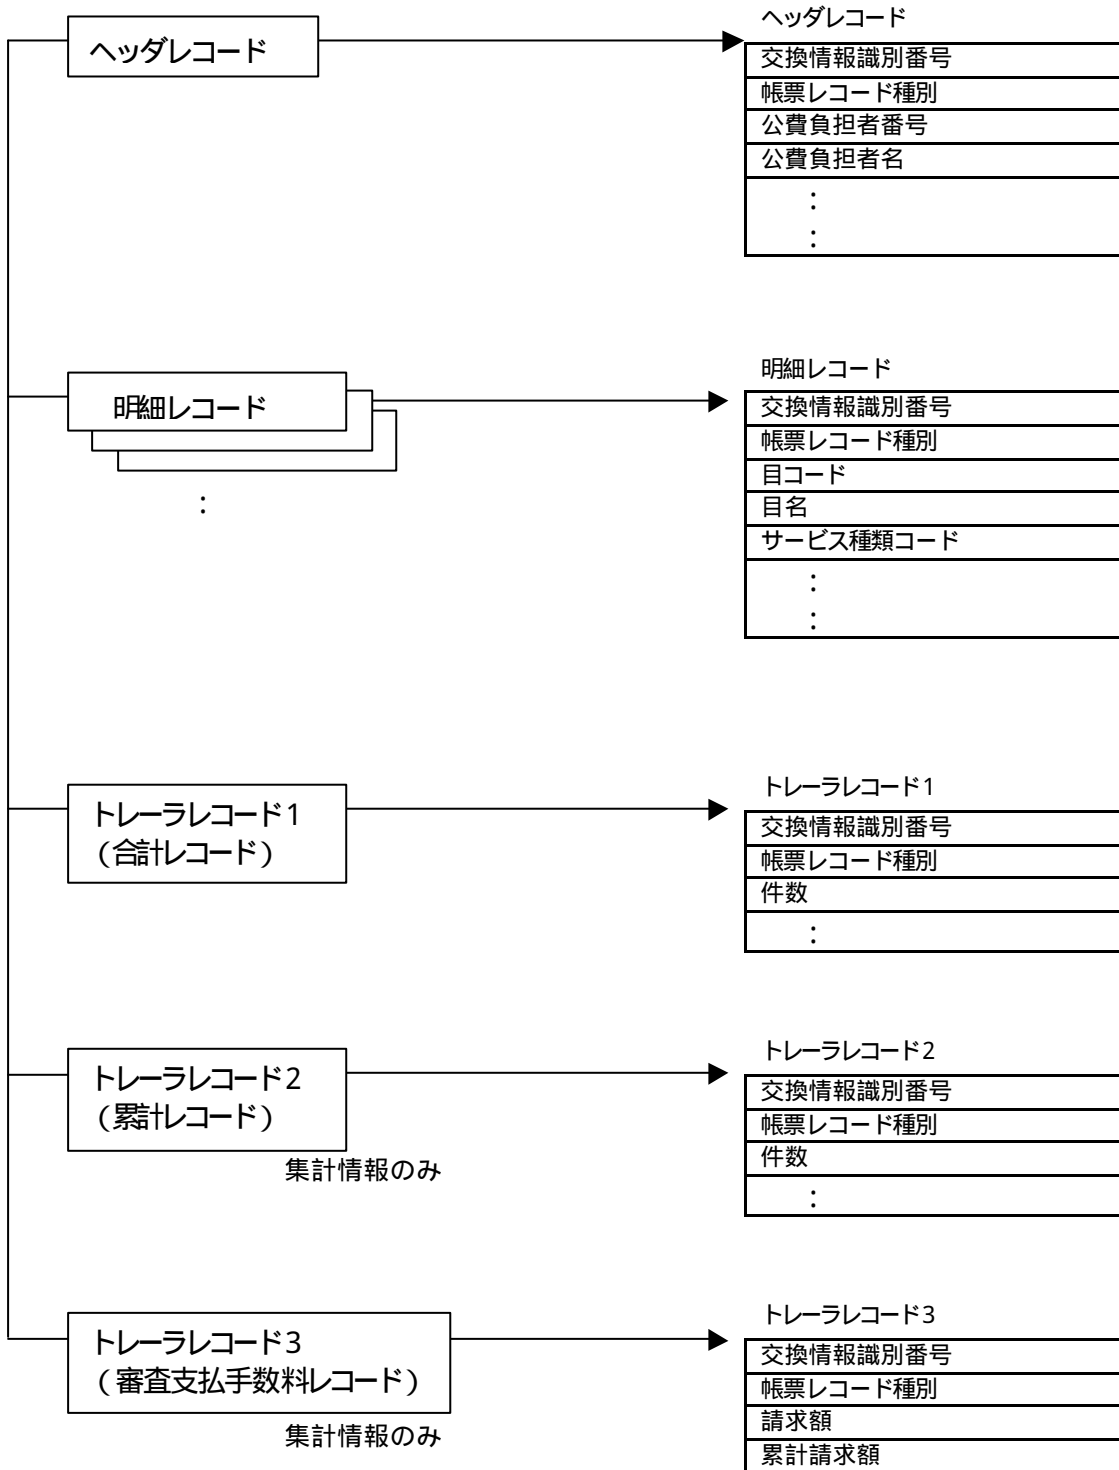 ヘッダレコード
ヘッダレコード
交換情報識別番号
帳票レコード種別
公費負担者番号
公費負担者名
:
:
明細レコード
:
明細レコード
交換情報識別番号
帳票レコード種別
目コード
目名
サービス種類コード
:
:
トレーラレコード1
(合計レコード)
トレーラレコード1
交換情報識別番号
帳票レコード種別
件数
:
トレーラレコード2
(累計レコード)
集計情報のみ
トレーラレコード2
交換情報識別番号
帳票レコード種別
件数
:
トレーラレコード3
(審査支払手数料レコード)
集計情報のみ
トレーラレコード3
交換情報識別番号
帳票レコード種別
請求額
累計請求額